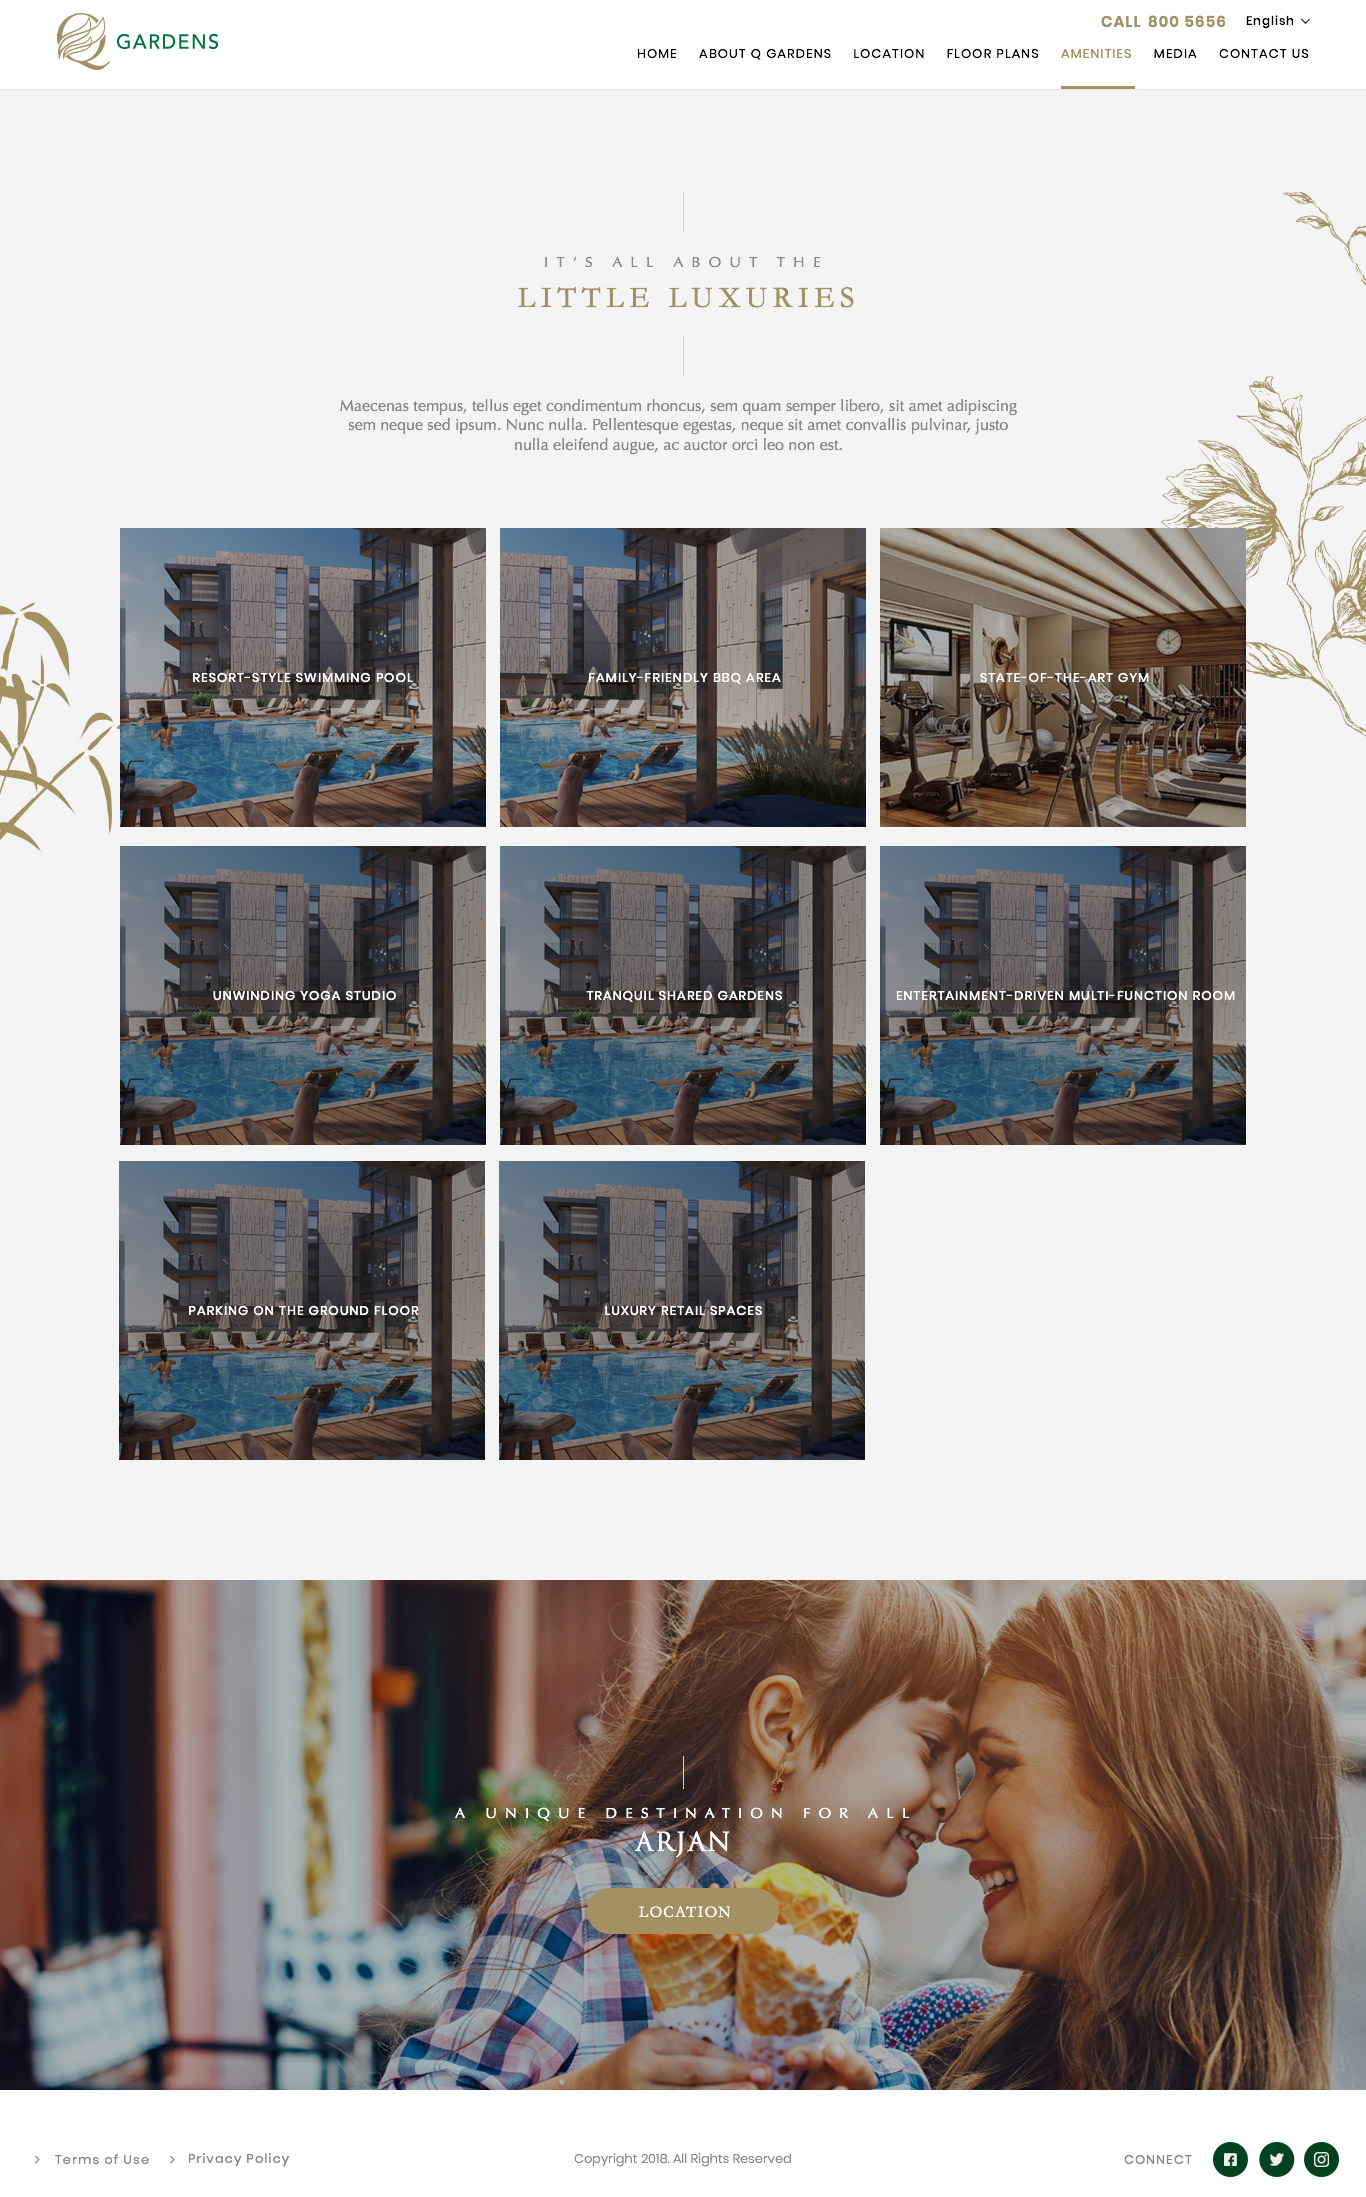 CALL 800 5656 English
GARDENS
HOME ABOUT Q GARDENS LOCATION FLOOR PLANS AMENITIES MEDIA CONTACT US
IT'S ALL ABOUT THE
LITTLE LUXURIES
Maecenas tempus, tellus eget condimentum rhoncus, sem quam semper libero, sit amet adipiscing
sem neque sed ipsum. Nunc nulla. Pellentesque egestas, neque sit amet convallis pulvinar, justo
nulla eleifend augue, ac auctor orci leo non est.
RESORT-STYLE SWIMMING POOL
FAMILY-FRIENDLY BBQ AREA
STATE-OF-THE-ART GYM
UNWINDING YOGA STUDIO
TRANQUIL SHARED GARDENS
ENTERTAINMENT-DRIVEN MULTI-FUNCTION ROOM
PARKING ON THE GROUND FLOOR
LUXURY RETAIL SPACES
A UNIQUE DESTINATION FOR ALL
ARJAN
LOCATION
Terms of Use Privacy Policy Copyright 2018. All Rights Reserved CONNECT